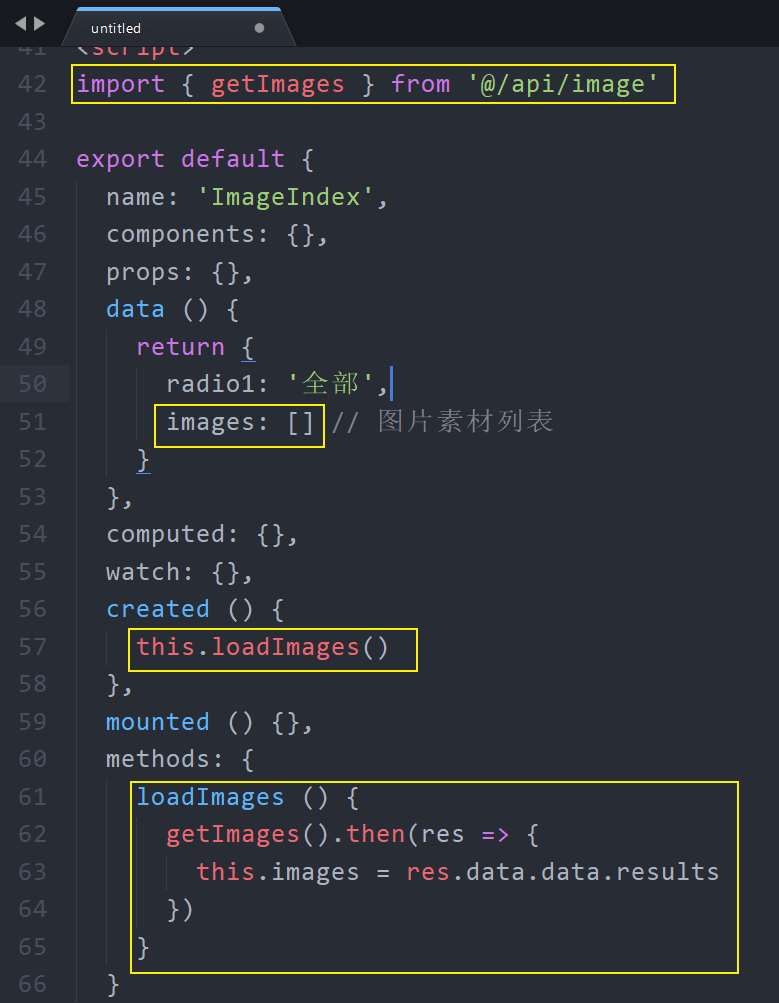 untitled
41 <script>
42 import { getImages } from '@/api/image'
43
44 export default {
45   name: 'ImageIndex',
46   components: {},
47   props: {},
48   data () {
49     return {
50       radio1: '全部',
51       images: [] // 图片素材列表
52     }
53   },
54   computed: {},
55   watch: {},
56   created () {
57     this.loadImages()
58   },
59   mounted () {},
60   methods: {
61     loadImages () {
62       getImages().then(res => {
63         this.images = res.data.data.results
64       })
65     }
66   }